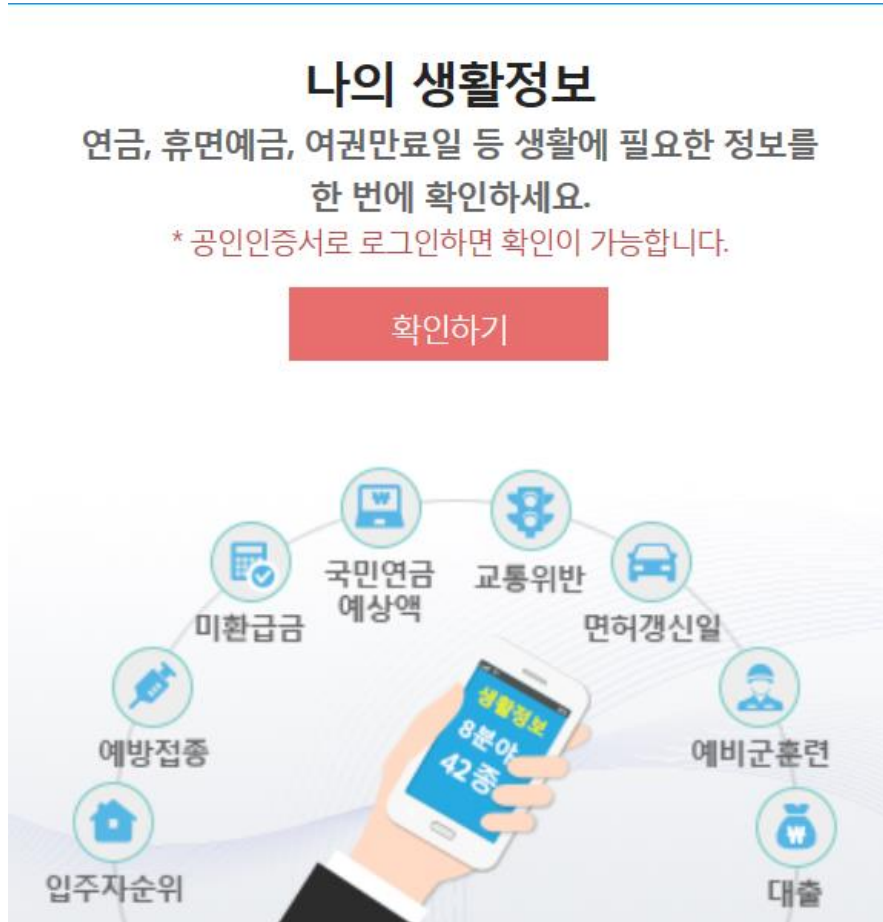 나의 생활정보
연금, 휴면예금, 여권만료일 등 생활에 필요한 정보를
한 번에 확인하세요.
* 공인인증서로 로그인하면 확인이 가능합니다.
확인하기
국민연금
예상액
교통위반
미환급금
면허갱신일
생활정보
8분야
42종
예방접종
예비군훈련
입주자순위
대출